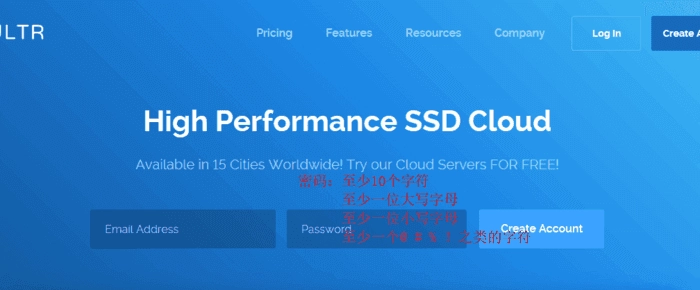 ULTR
Pricing
Features
Resources
Company
Log In
Create A
High Performance SSD Cloud
Available in 15 Cities Worldwide! Try our Cloud Servers FOR FREE!
密码：至少10个字符
至少一位大写字母
至少一位小写字母
至少一个@ # % 之类的字符
Email Address
Password
Create Account